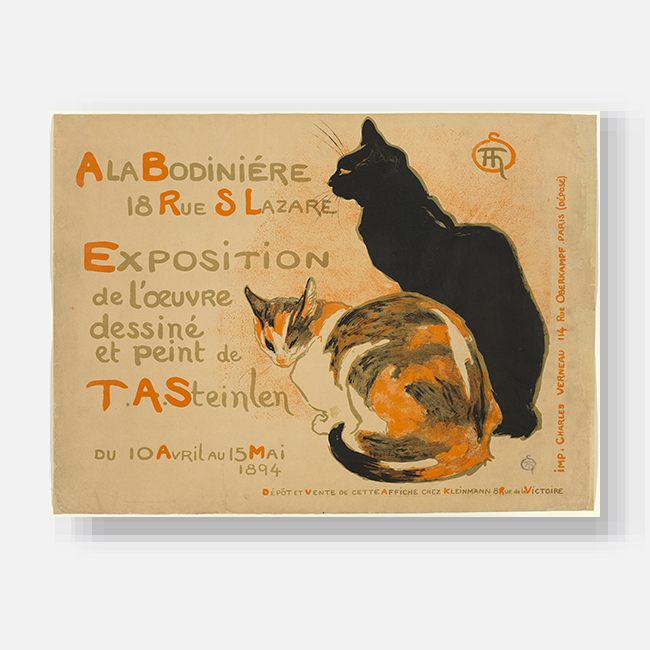 A LA BODINIÉRE
18 RUE S LAZARE
EXPOSITION
de l'œuvre
dessiné
et peint de
T.A.Steinlen
DU 10 AVRIL AU 15 MAI
1894
DÉPÔT ET VENTE DE CETTE AFFICHE CHEZ KLEINMANN 8 RUE de la VICTOIRE
IMP. CHARLES VERNEAU 114 RUE OBERKAMPF. PARIS (DÉPOSÉ)